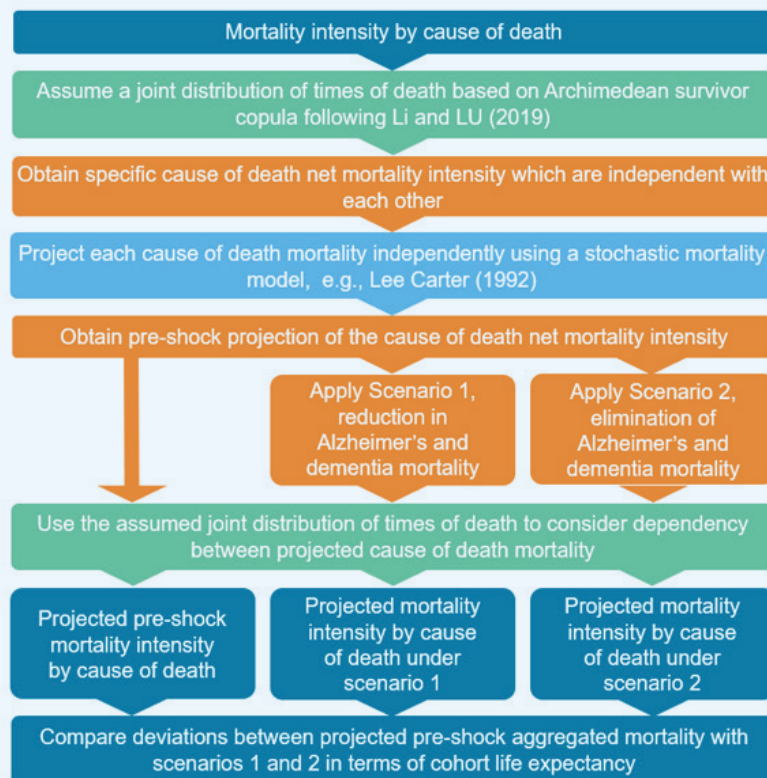 Mortality intensity by cause of death
Assume a joint distribution of times of death based on Archimedean survivor
copula following Li and LU (2019)
Obtain specific cause of death net mortality intensity which are independent with
each other
Project each cause of death mortality independently using a stochastic mortality
model, e.g., Lee Carter (1992)
Obtain pre-shock projection of the cause of death net mortality intensity
Apply Scenario 1,
reduction in
Alzheimer's and
dementia mortality
Apply Scenario 2,
elimination of
Alzheimer's and
dementia mortality
Use the assumed joint distribution of times of death to consider dependency
between projected cause of death mortality
Projected pre-shock
mortality intensity
by cause of death
Projected mortality
intensity by cause
of death under
scenario 1
Projected mortality
intensity by cause
of death under
scenario 2
Compare deviations between projected pre-shock aggregated mortality with
scenarios 1 and 2 in terms of cohort life expectancy